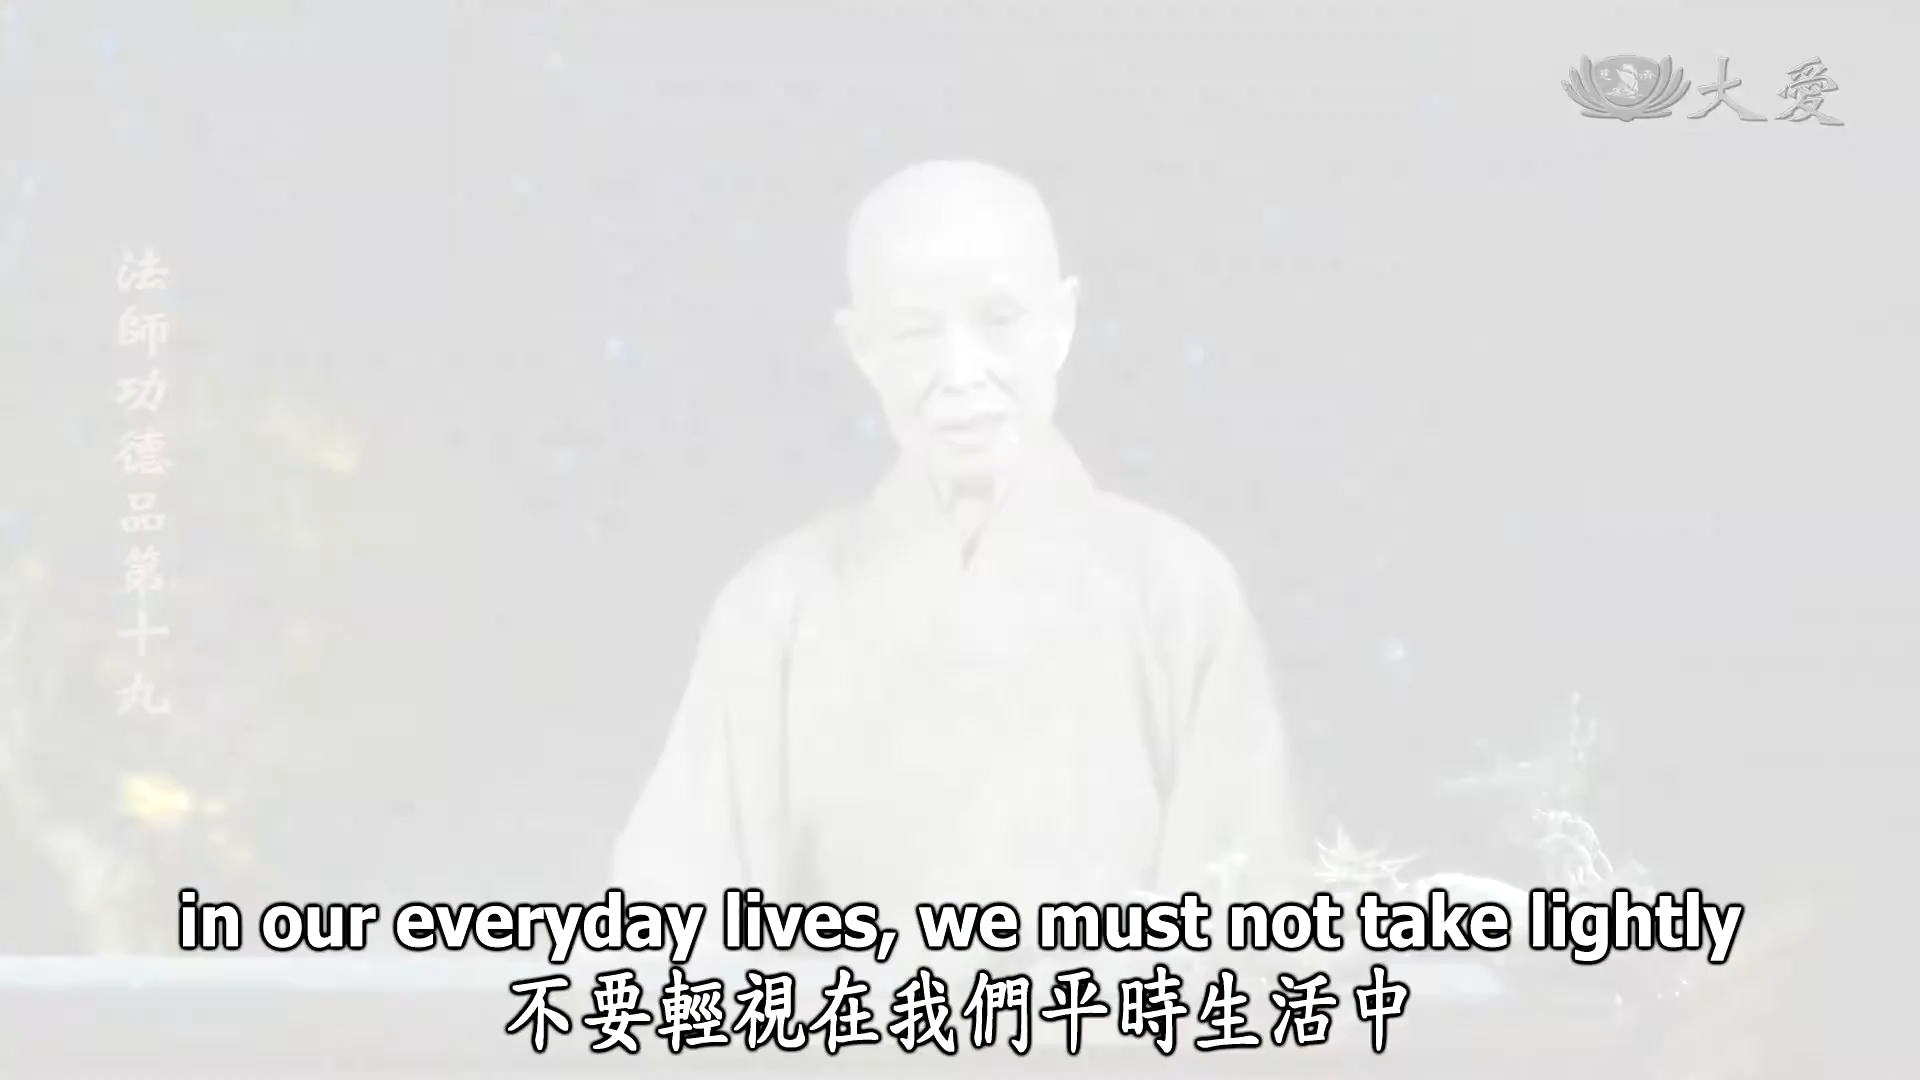 大愛
法師功德品第十九
in our everyday lives, we must not take lightly
不要輕視在我們平時生活中